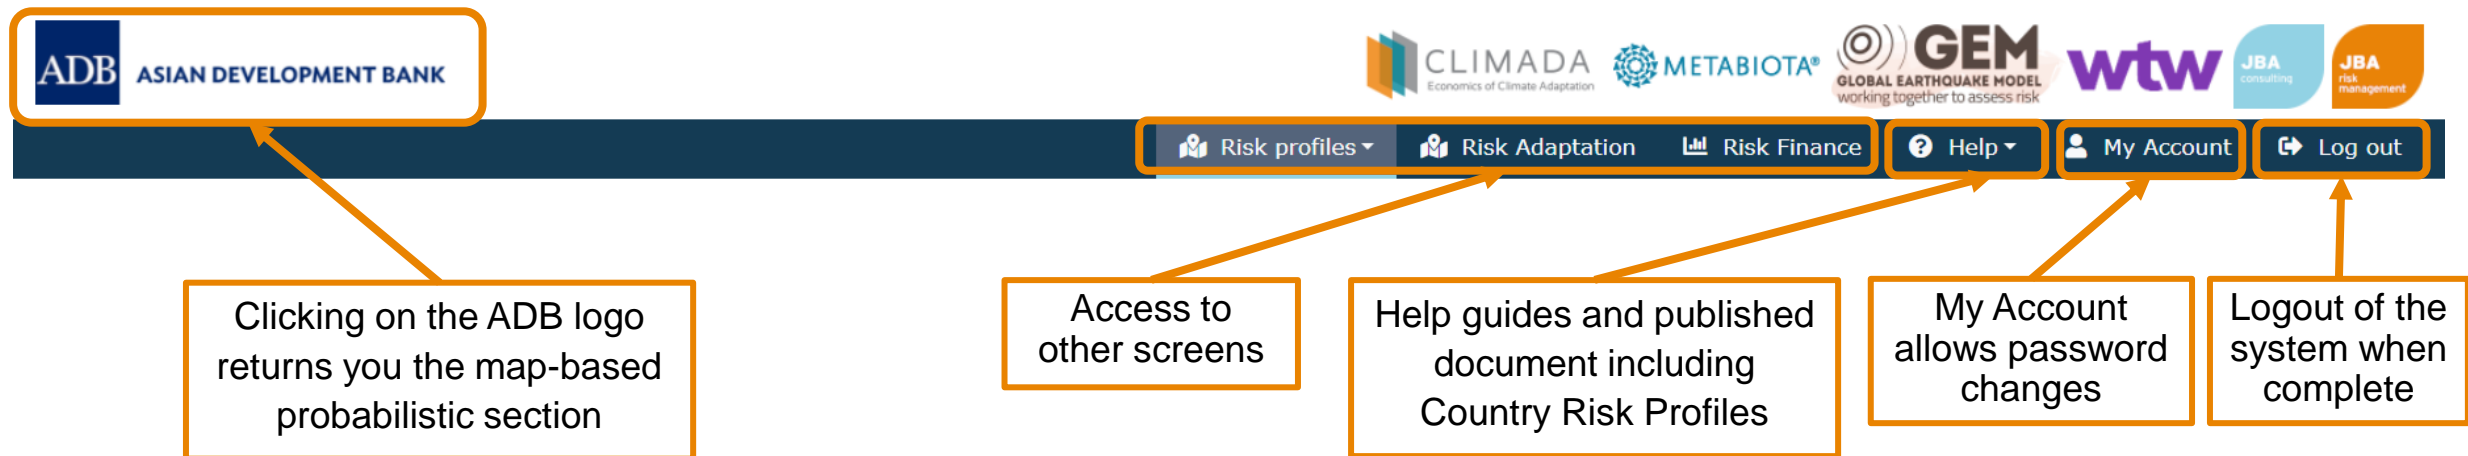 ADB ASIAN DEVELOPMENT BANK
CLIMADA
Economics of Climate Adaptation
METABIOTA®
GEM
GLOBAL EARTHQUAKE MODEL
working together to assess risk
wtw
JBA
consulting
JBA
risk
management
Risk profiles
Risk Adaptation
Risk Finance
Help
My Account
Log out
Clicking on the ADB logo
returns you the map-based
probabilistic section
Access to
other screens
Help guides and published
document including
Country Risk Profiles
My Account
allows password
changes
Logout of the
system when
complete